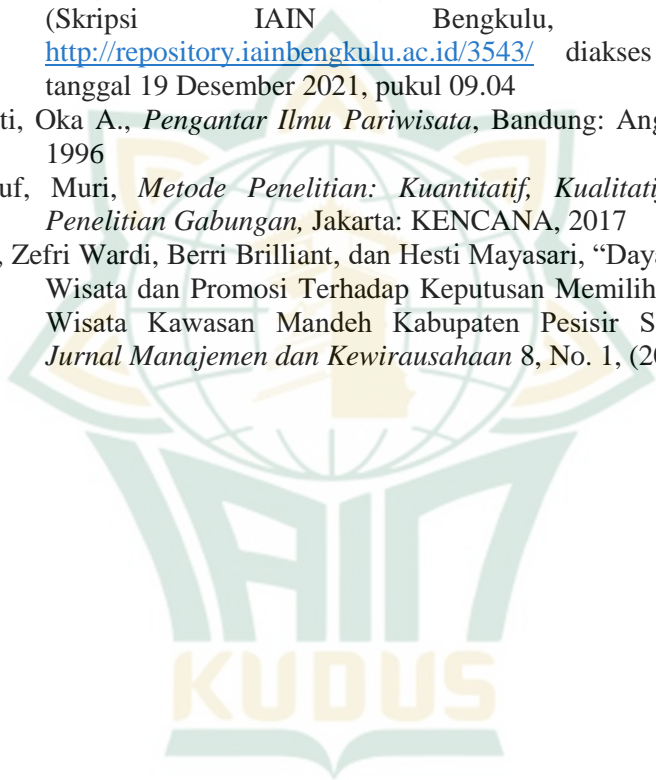 (Skripsi IAIN Bengkulu,
http://repository.iainbengkulu.ac.id/3543/ diakses
tanggal 19 Desember 2021, pukul 09.04
ti, Oka A., Pengantar Ilmu Pariwisata, Bandung: Ang
1996
uf, Muri, Metode Penelitian: Kuantitatif, Kualitatif
Penelitian Gabungan, Jakarta: KENCANA, 2017
, Zefri Wardi, Berri Brilliant, dan Hesti Mayasari, “Daya
Wisata dan Promosi Terhadap Keputusan Memilih
Wisata Kawasan Mandeh Kabupaten Pesisir S
Jurnal Manajemen dan Kewirausahaan 8, No. 1, (20
IAIN
KUDUS